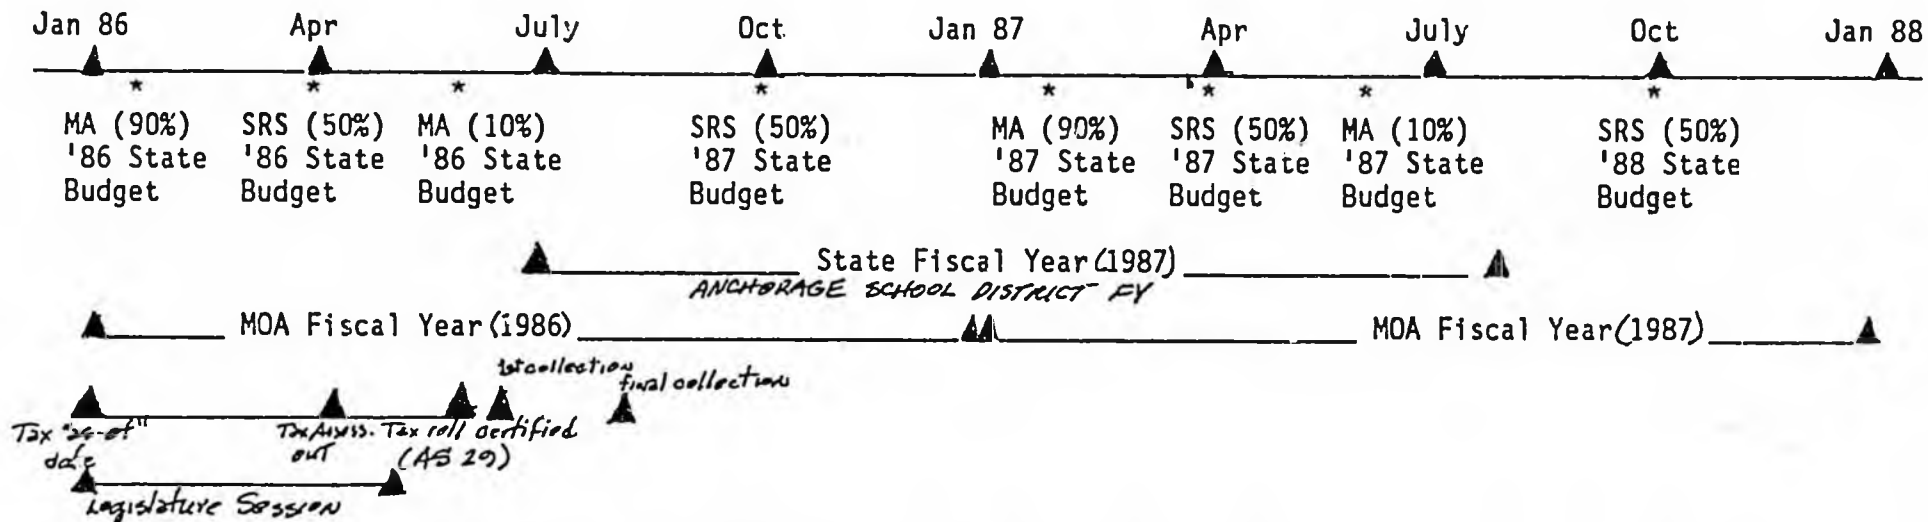 Jan 86 Apr July Oct Jan 87 Apr July Oct Jan 88
* * * * * * * *
MA (90%) SRS (50%) MA (10%) SRS (50%) MA (90%) SRS (50%) MA (10%) SRS (50%)
'86 State '86 State '86 State '87 State '87 State '87 State '87 State '88 State
Budget Budget Budget Budget Budget Budget Budget Budget
State Fiscal Year (1987)
ANCHORAGE SCHOOL DISTRICT FY
MOA Fiscal Year (1986) MOA Fiscal Year (1987)
1st collection
final collection
Tax "as-of" Tax Assess. Tax roll certified
date out (AS 29)
Legislature Session